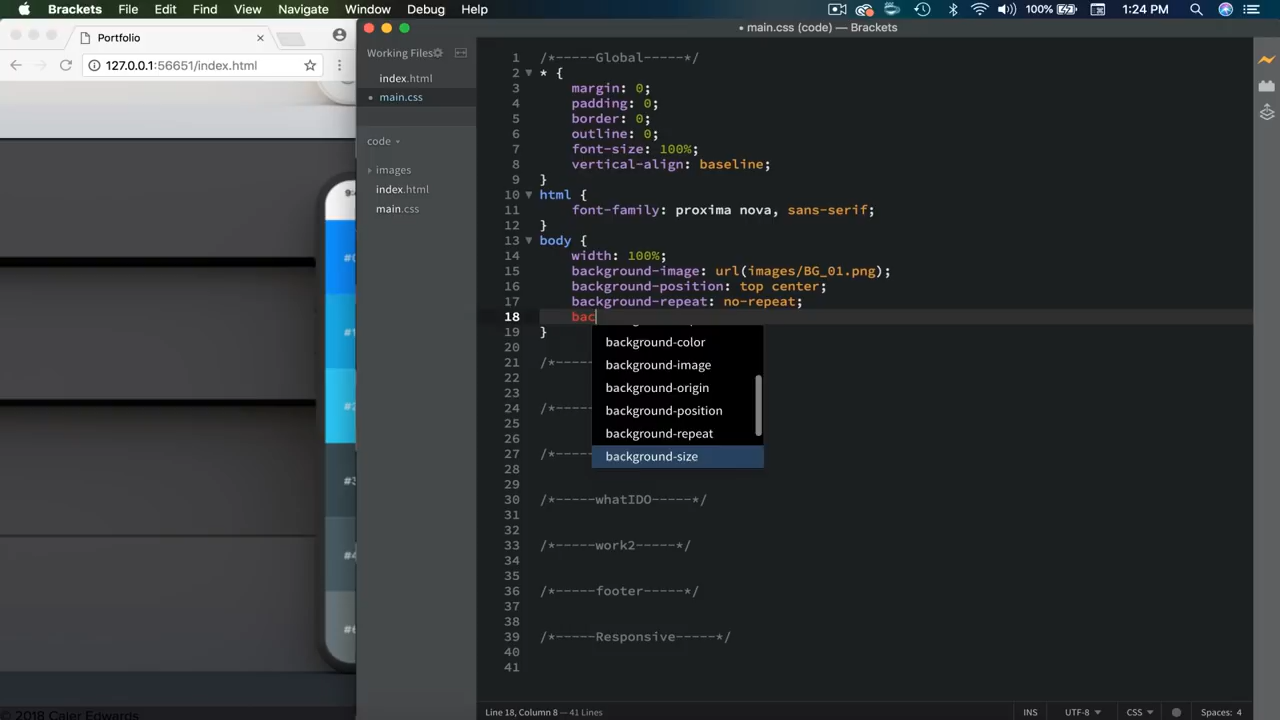 Brackets File Edit Find View Navigate Window Debug Help 100% 1:24 PM
Portfolio
127.0.0.1:56651/index.html
main.css (code) — Brackets
Working Files
index.html
main.css
code
images
index.html
main.css
1 /*-----Global-----*/
2 * {
3 margin: 0;
4 padding: 0;
5 border: 0;
6 outline: 0;
7 font-size: 100%;
8 vertical-align: baseline;
9 }
10 html {
11 font-family: proxima nova, sans-serif;
12 }
13 body {
14 width: 100%;
15 background-image: url(images/BG_01.png);
16 background-position: top center;
17 background-repeat: no-repeat;
18 bac
19 }
20
21 /*-----
22
23
24 /*-----
25
26
27 /*-----
28
29
30 /*-----whatIDO-----*/
31
32
33 /*-----work2-----*/
34
35
36 /*-----footer-----*/
37
38
39 /*-----Responsive-----*/
40
41
background-color
background-image
background-origin
background-position
background-repeat
background-size
#1
#2
#3
#4
© 2018 Caler Edwards
Line 18, Column 8 — 41 Lines
INS UTF-8 CSS Spaces: 4